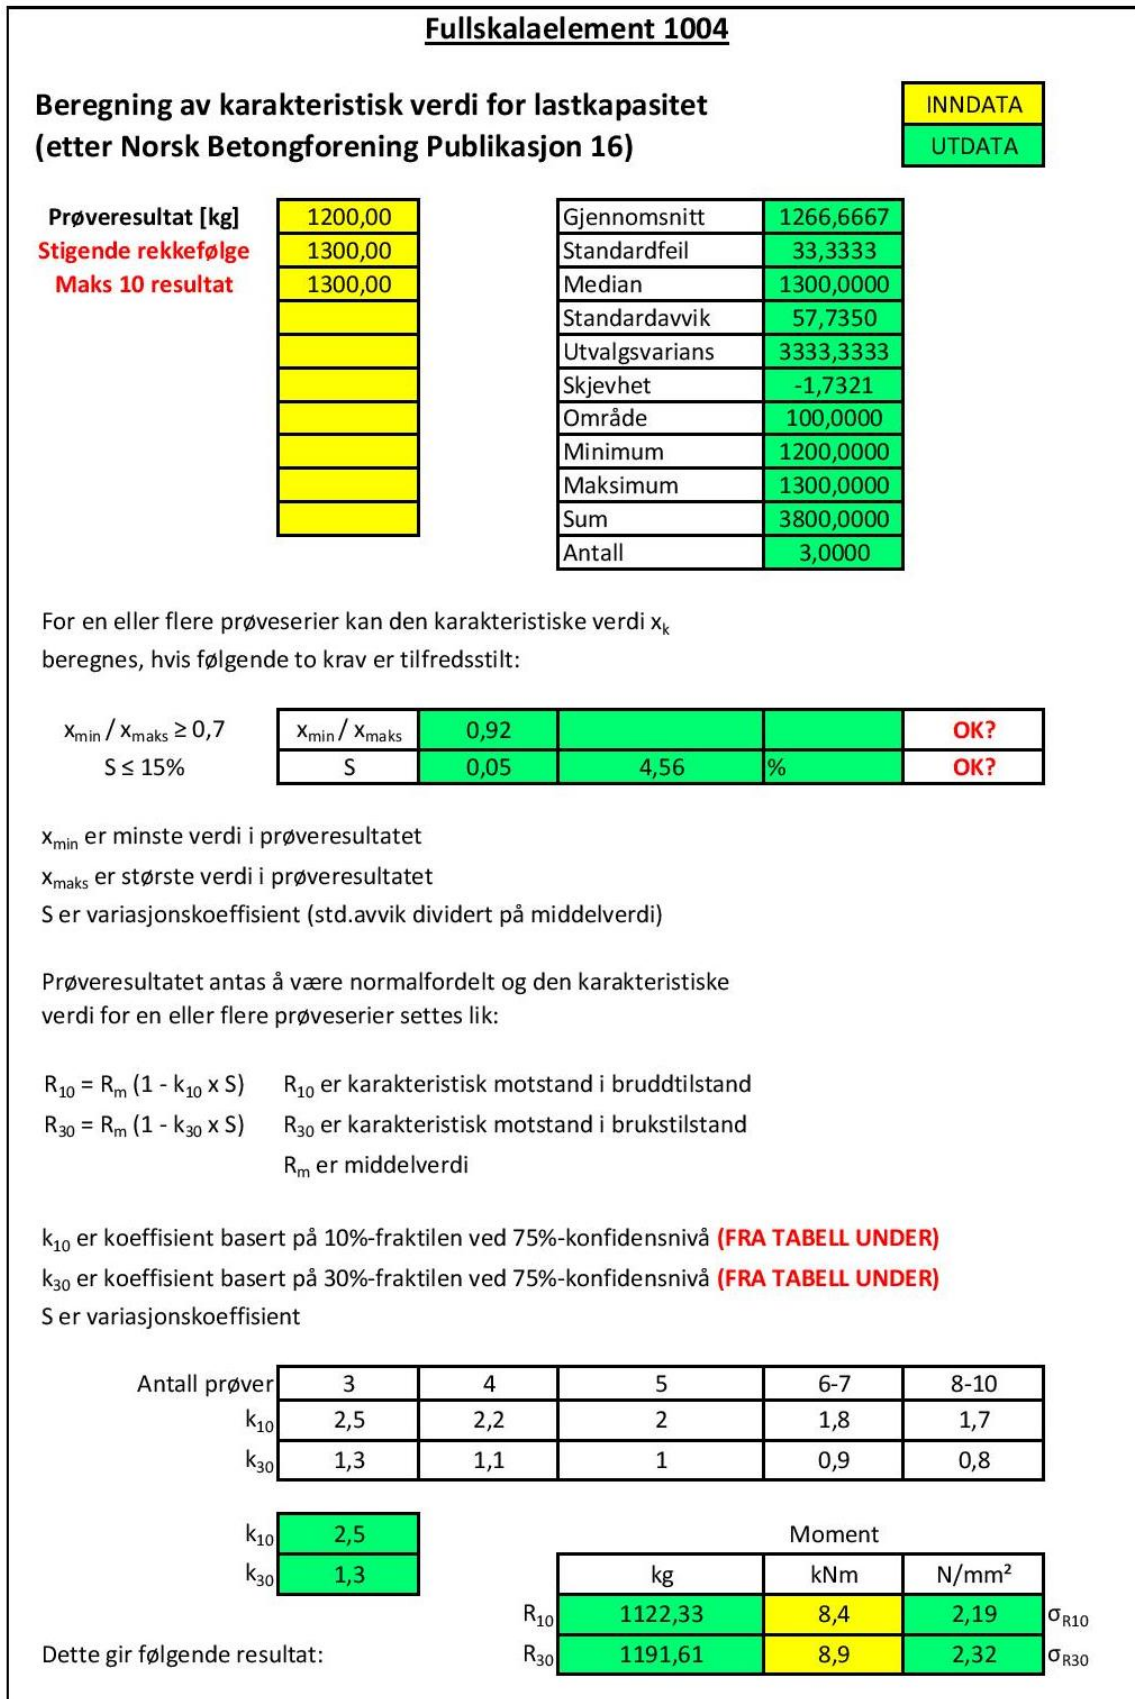 Fullskalaelement 1004
Beregning av karakteristisk verdi for lastkapasitet
(etter Norsk Betongforening Publikasjon 16)
INNDATA
UTDATA
Prøveresultat [kg] 1200,00 Gjennomsnitt 1266,6667
Stigende rekkefølge 1300,00 Standardfeil 33,3333
Maks 10 resultat 1300,00 Median 1300,0000
Standardavvik 57,7350
Utvalgsvarians 3333,3333
Skjevhet -1,7321
Område 100,0000
Minimum 1200,0000
Maksimum 1300,0000
Sum 3800,0000
Antall 3,0000
For en eller flere prøveserier kan den karakteristiske verdi xₖ
beregnes, hvis følgende to krav er tilfredsstilt:
x_min / x_maks ≥ 0,7 x_min / x_maks 0,92 OK?
S ≤ 15% S 0,05 4,56 % OK?
x_min er minste verdi i prøveresultatet
x_maks er største verdi i prøveresultatet
S er variasjonskoeffisient (std.avvik dividert på middelverdi)
Prøveresultatet antas å være normalfordelt og den karakteristiske
verdi for en eller flere prøveserier settes lik:
R₁₀ = Rₘ (1 - k₁₀ x S) R₁₀ er karakteristisk motstand i bruddtilstand
R₃₀ = Rₘ (1 - k₃₀ x S) R₃₀ er karakteristisk motstand i brukstilstand
Rₘ er middelverdi
k₁₀ er koeffisient basert på 10%-fraktilen ved 75%-konfidensnivå (FRA TABELL UNDER)
k₃₀ er koeffisient basert på 30%-fraktilen ved 75%-konfidensnivå (FRA TABELL UNDER)
S er variasjonskoeffisient
Antall prøver 3 4 5 6-7 8-10
k₁₀ 2,5 2,2 2 1,8 1,7
k₃₀ 1,3 1,1 1 0,9 0,8
k₁₀ 2,5 Moment
k₃₀ 1,3 kg kNm N/mm²
R₁₀ 1122,33 8,4 2,19 σ_R10
Dette gir følgende resultat: R₃₀ 1191,61 8,9 2,32 σ_R30